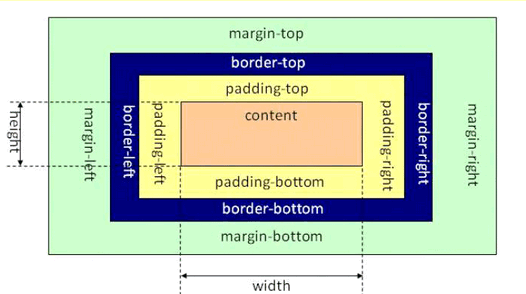 margin-top
border-top
padding-top
content
height
margin-left
border-left
padding-left
padding-right
border-right
margin-right
padding-bottom
border-bottom
margin-bottom
width